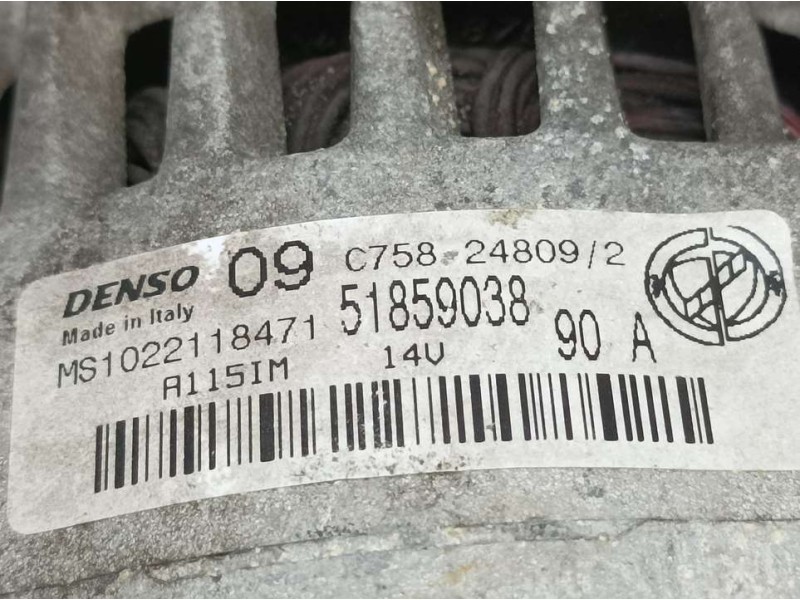 DENSO 09 C758-24809/2
Made in Italy 51859038
MS1022118471 14V 90 A
A115IM